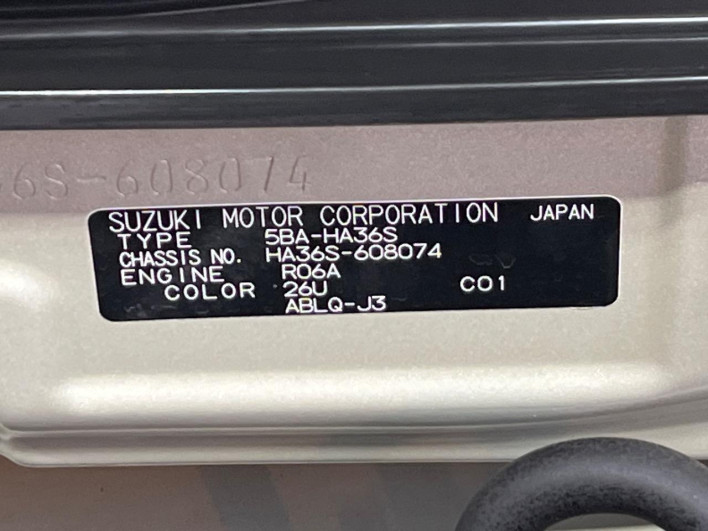 6S-608074
SUZUKI MOTOR CORPORATION JAPAN
TYPE 5BA-HA36S
CHASSIS NO. HA36S-608074
ENGINE R06A
COLOR 26U C01
ABLQ-J3